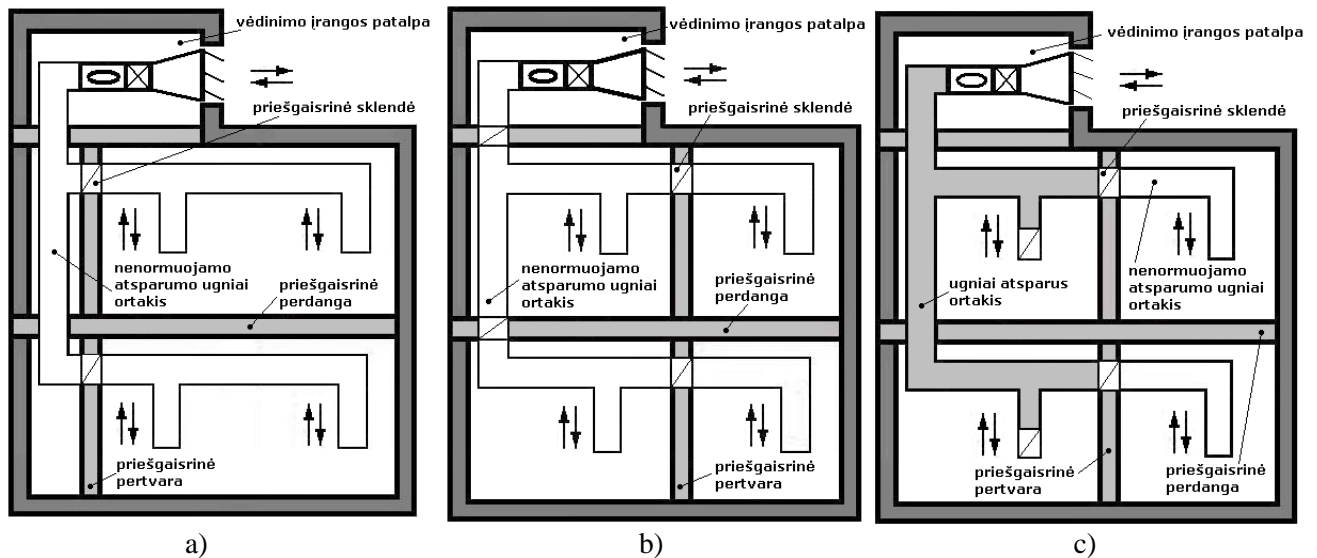 vėdinimo įrangos patalpa
priešgaisrinė sklendė
nenormuojamo
atsparumo ugniai
ortakis
priešgaisrinė
perdanga
priešgaisrinė
pertvara
a)
vėdinimo įrangos patalpa
priešgaisrinė sklendė
nenormuojamo
atsparumo ugniai
ortakis
priešgaisrinė
perdanga
priešgaisrinė
pertvara
b)
vėdinimo įrangos patalpa
priešgaisrinė sklendė
ugniai atsparus
ortakis
nenormuojamo
atsparumo ugniai
ortakis
priešgaisrinė
pertvara
priešgaisrinė
perdanga
c)